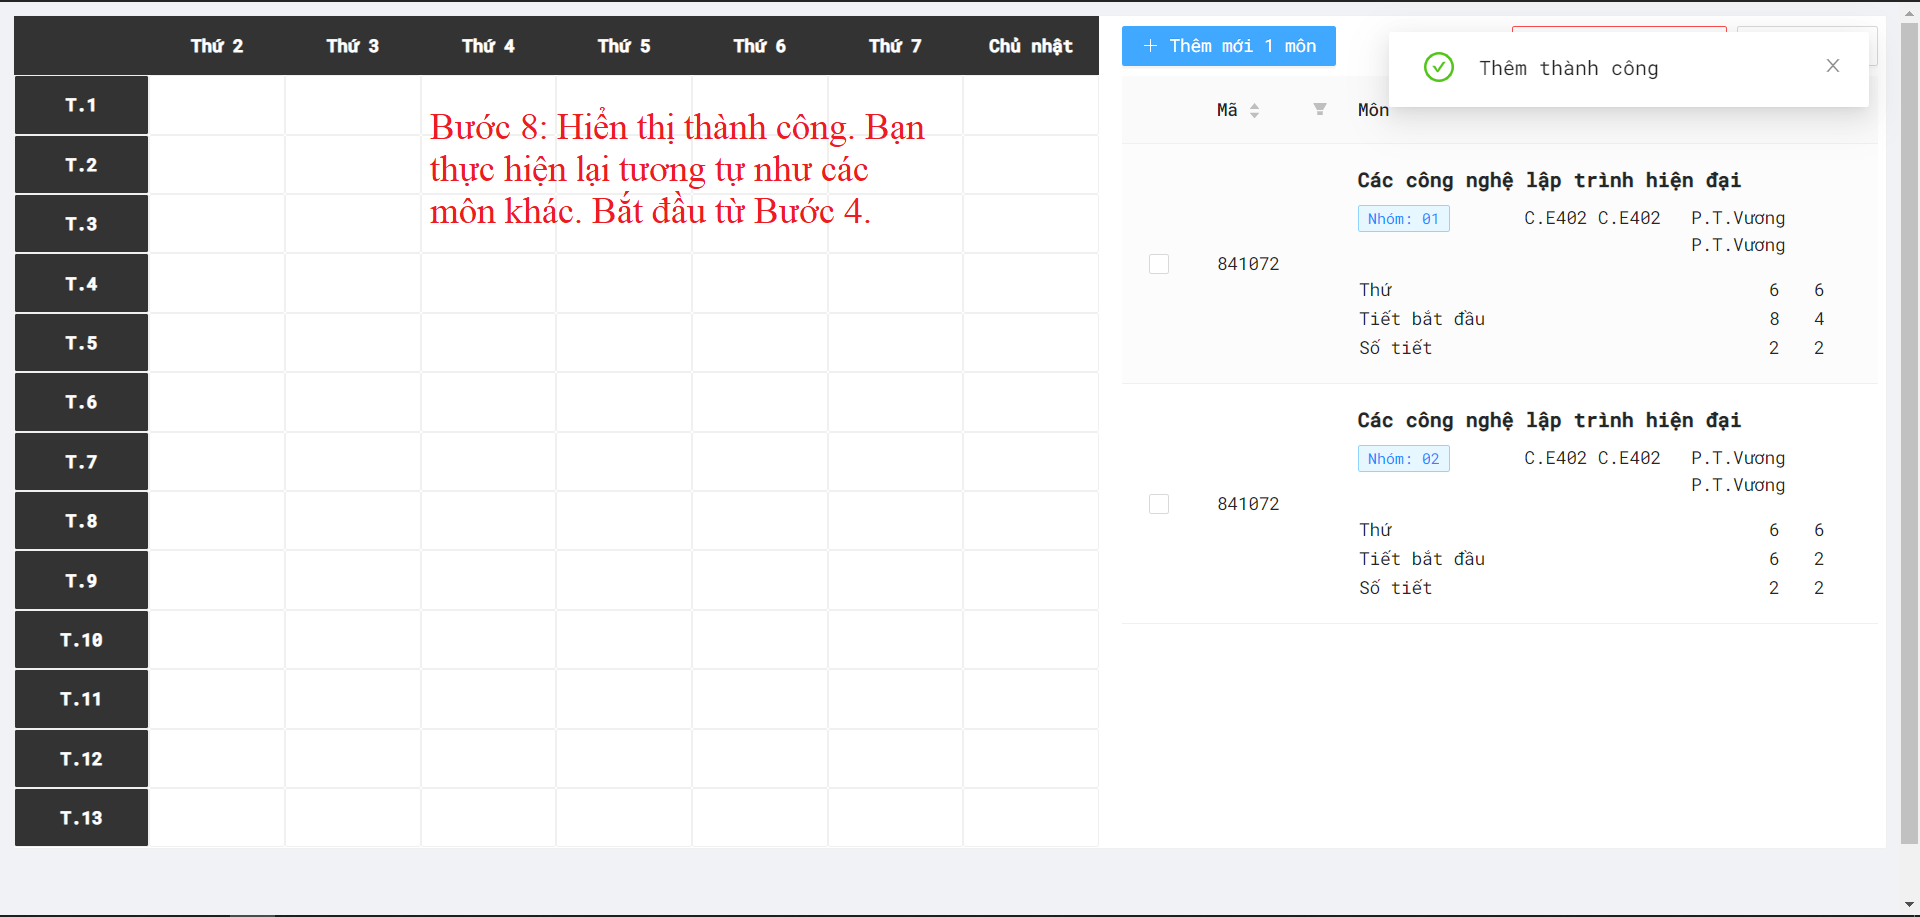 Thứ 2 Thứ 3 Thứ 4 Thứ 5 Thứ 6 Thứ 7 Chủ nhật
T.1
T.2
T.3
T.4
T.5
T.6
T.7
T.8
T.9
T.10
T.11
T.12
T.13
Bước 8: Hiển thị thành công. Bạn
thực hiện lại tương tự như các
môn khác. Bắt đầu từ Bước 4.
+ Thêm mới 1 môn
Thêm thành công
Mã Môn
841072
Các công nghệ lập trình hiện đại
Nhóm: 01 C.E402 C.E402 P.T.Vương
P.T.Vương
Thứ 6 6
Tiết bắt đầu 8 4
Số tiết 2 2
841072
Các công nghệ lập trình hiện đại
Nhóm: 02 C.E402 C.E402 P.T.Vương
P.T.Vương
Thứ 6 6
Tiết bắt đầu 6 2
Số tiết 2 2